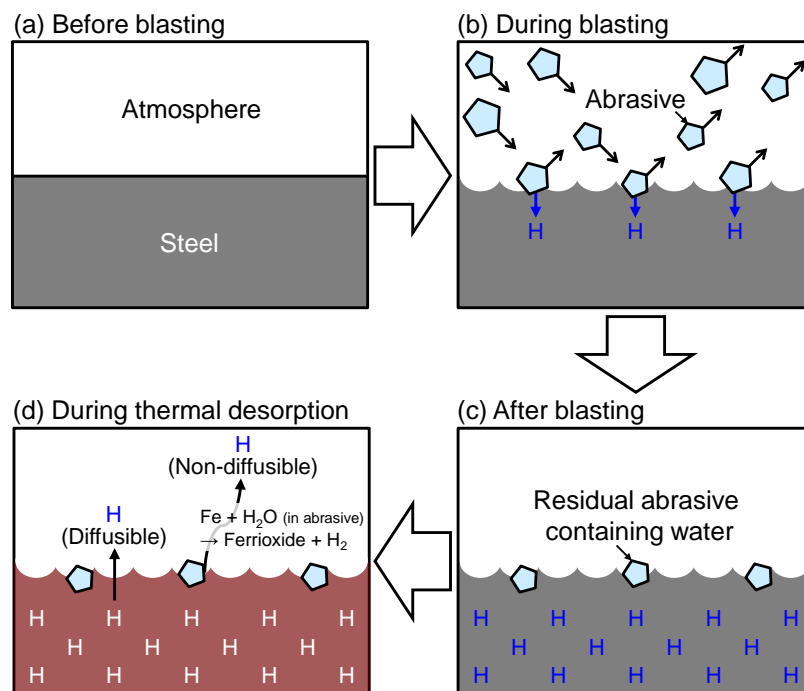 (a) Before blasting
Atmosphere
Steel
(b) During blasting
Abrasive
H H H
(d) During thermal desorption
H
(Non-diffusible)
H
(Diffusible)
Fe + H₂O (in abrasive)
→ Ferrioxide + H₂
H H H H H
H H H H
H H H H H
(c) After blasting
Residual abrasive
containing water
H H H H H
H H H H
H H H H H